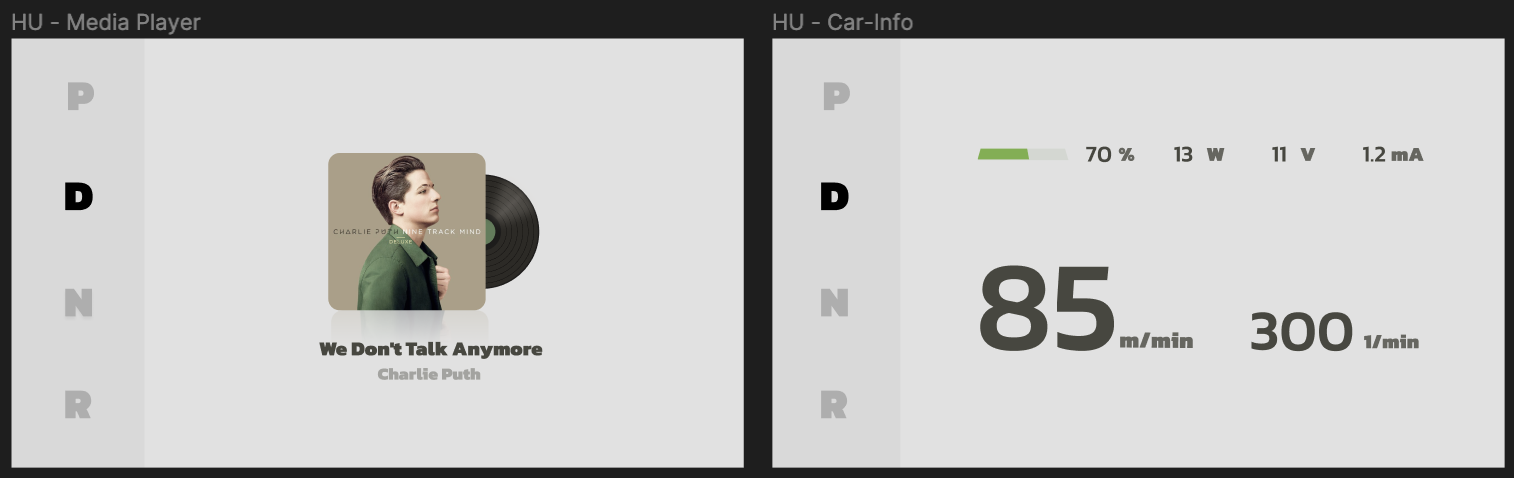 HU - Media Player
P
D
N
R
CHARLIE PUTH NINE TRACK MIND
DELUXE
We Don't Talk Anymore
Charlie Puth
HU - Car-Info
P
D
N
R
70 % 13 W 11 V 1.2 mA
85 m/min 300 1/min